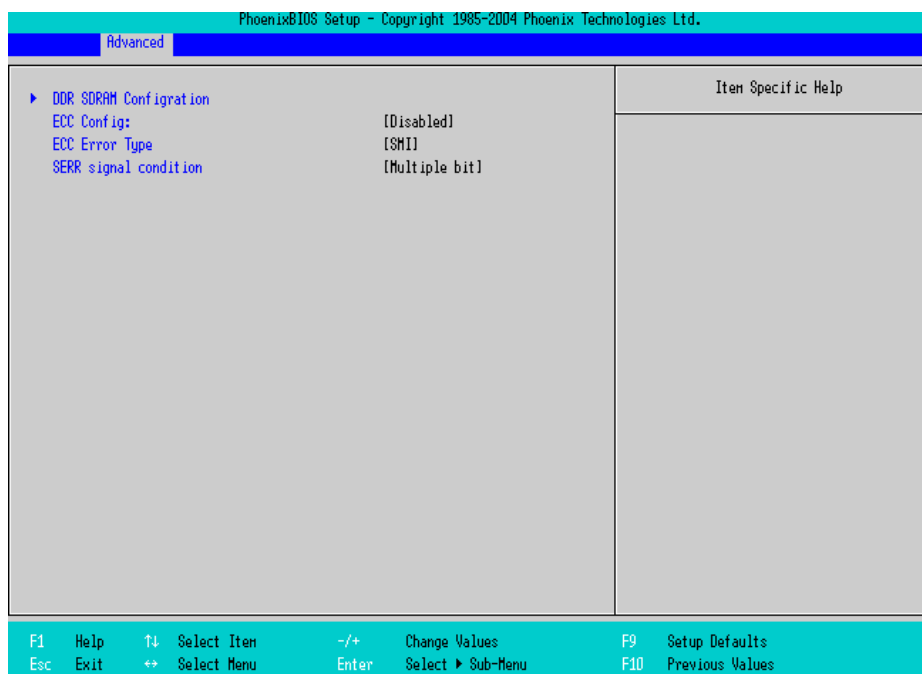 PhoenixBIOS Setup - Copyright 1985-2004 Phoenix Technologies Ltd.
Advanced
Item Specific Help
DDR SDRAM Configration
ECC Config: [Disabled]
ECC Error Type [SMI]
SERR signal condition [Multiple bit]
F1 Help ↑↓ Select Item -/+ Change Values F9 Setup Defaults
Esc Exit ↔ Select Menu Enter Select ▶ Sub-Menu F10 Previous Values